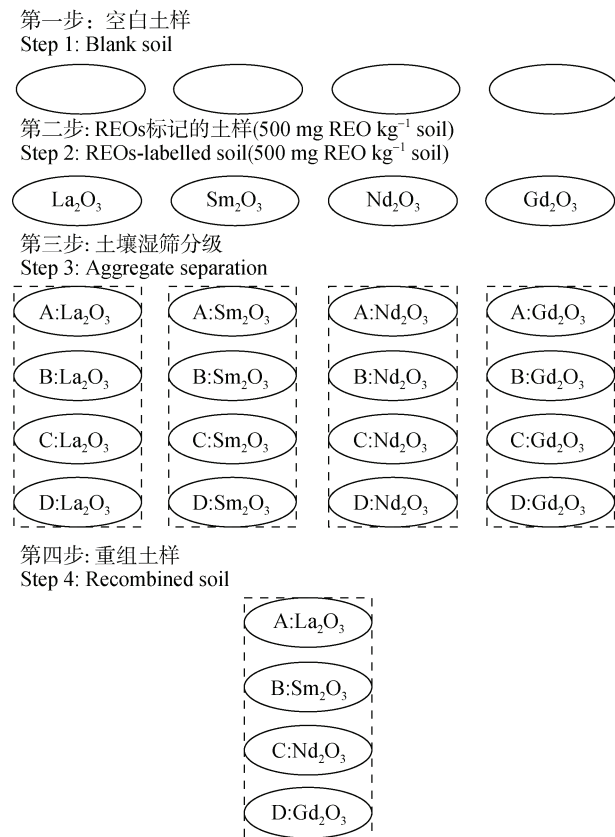 第一步: 空白土样
Step 1: Blank soil
第二步: REOs标记的土样(500 mg REO kg⁻¹ soil)
Step 2: REOs-labelled soil(500 mg REO kg⁻¹ soil)
La₂O₃ Sm₂O₃ Nd₂O₃ Gd₂O₃
第三步: 土壤湿筛分级
Step 3: Aggregate separation
A:La₂O₃ A:Sm₂O₃ A:Nd₂O₃ A:Gd₂O₃
B:La₂O₃ B:Sm₂O₃ B:Nd₂O₃ B:Gd₂O₃
C:La₂O₃ C:Sm₂O₃ C:Nd₂O₃ C:Gd₂O₃
D:La₂O₃ D:Sm₂O₃ D:Nd₂O₃ D:Gd₂O₃
第四步: 重组土样
Step 4: Recombined soil
A:La₂O₃
B:Sm₂O₃
C:Nd₂O₃
D:Gd₂O₃